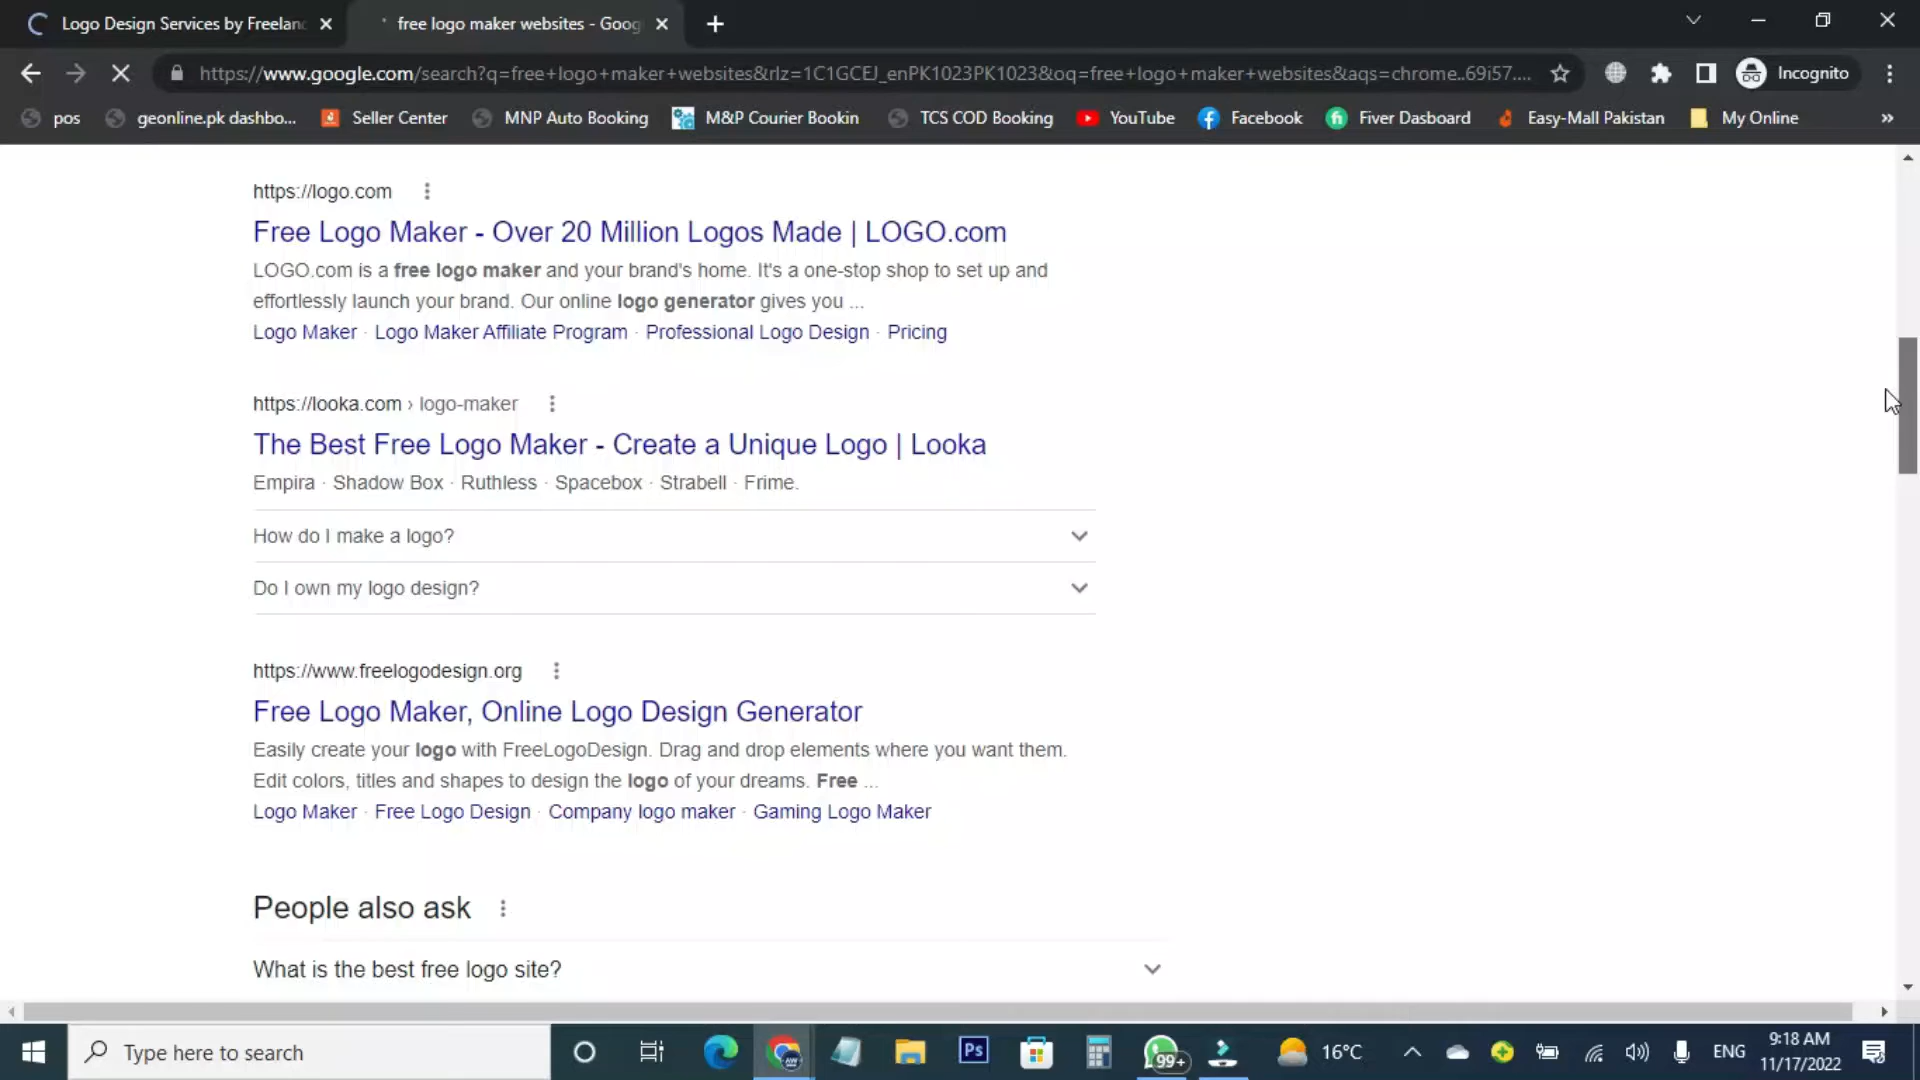 Logo Design Services by Freelanc
free logo maker websites - Goog
https://www.google.com/search?q=free+logo+maker+websites&rlz=1C1GCEJ_enPK1023PK1023&oq=free+logo+maker+websites&aqs=chrome..69i57....
Incognito
pos
geonline.pk dashbo...
Seller Center
MNP Auto Booking
M&P Courier Bookin
TCS COD Booking
YouTube
Facebook
Fiver Dasboard
Easy-Mall Pakistan
My Online
»
https://logo.com
Free Logo Maker - Over 20 Million Logos Made | LOGO.com
LOGO.com is a free logo maker and your brand's home. It's a one-stop shop to set up and
effortlessly launch your brand. Our online logo generator gives you ...
Logo Maker · Logo Maker Affiliate Program · Professional Logo Design · Pricing
https://looka.com › logo-maker
The Best Free Logo Maker - Create a Unique Logo | Looka
Empira · Shadow Box · Ruthless · Spacebox · Strabell · Frime.
How do I make a logo?
Do I own my logo design?
https://www.freelogodesign.org
Free Logo Maker, Online Logo Design Generator
Easily create your logo with FreeLogoDesign. Drag and drop elements where you want them.
Edit colors, titles and shapes to design the logo of your dreams. Free ...
Logo Maker · Free Logo Design · Company logo maker · Gaming Logo Maker
People also ask
What is the best free logo site?
Type here to search
Ps
99+
16°C
ENG
9:18 AM
11/17/2022